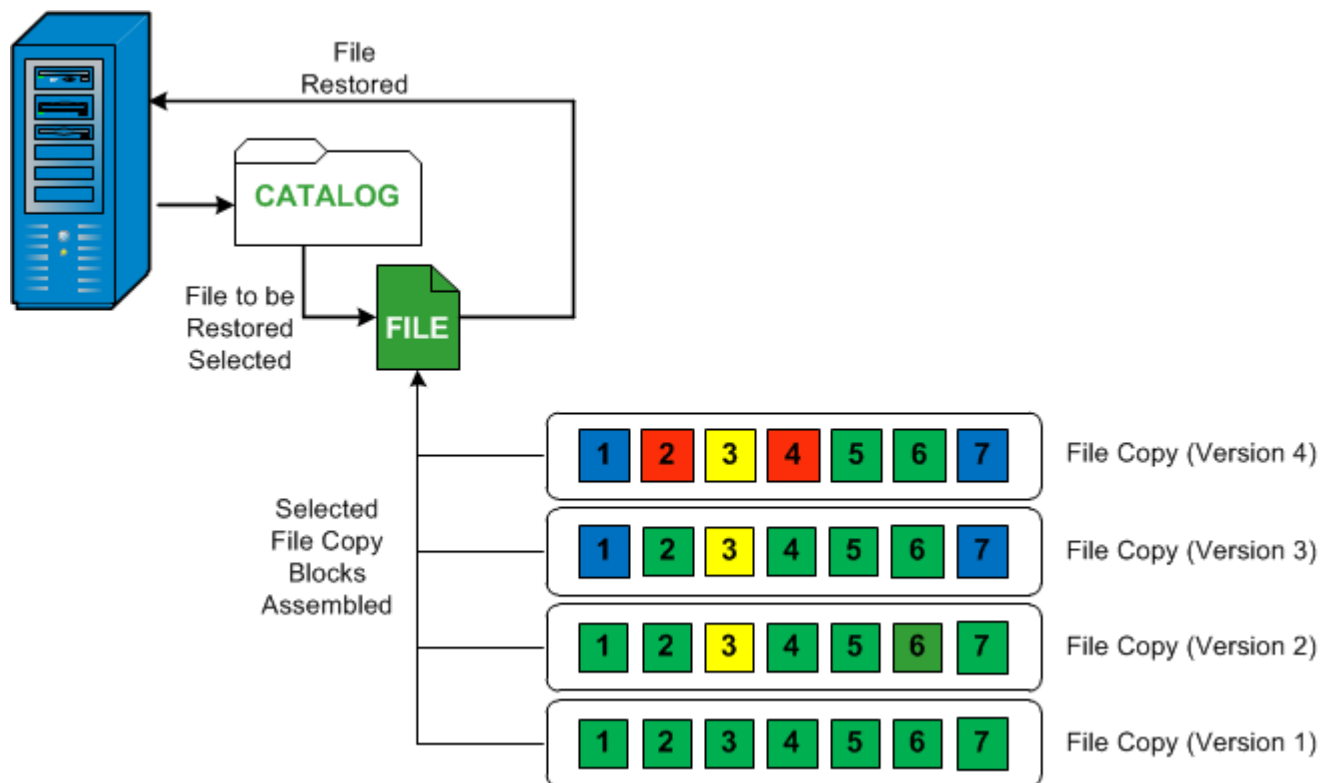 File
Restored
CATALOG
File to be
Restored
Selected
FILE
Selected
File Copy
Blocks
Assembled
1 2 3 4 5 6 7 File Copy (Version 4)
1 2 3 4 5 6 7 File Copy (Version 3)
1 2 3 4 5 6 7 File Copy (Version 2)
1 2 3 4 5 6 7 File Copy (Version 1)